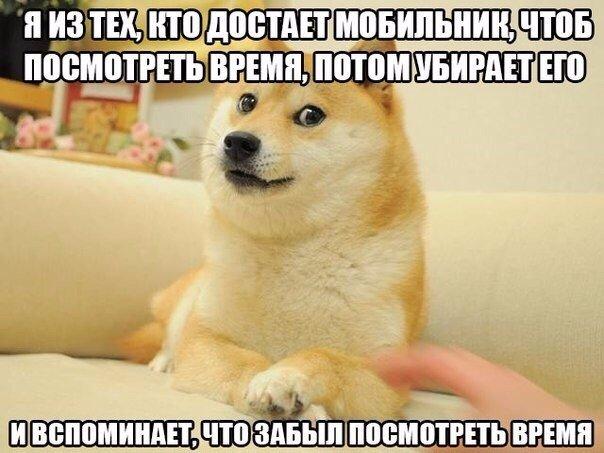 Я ИЗ ТЕХ, КТО ДОСТАЕТ МОБИЛЬНИК, ЧТОБ
ПОСМОТРЕТЬ ВРЕМЯ, ПОТОМ УБИРАЕТ ЕГО
И ВСПОМИНАЕТ, ЧТО ЗАБЫЛ ПОСМОТРЕТЬ ВРЕМЯ